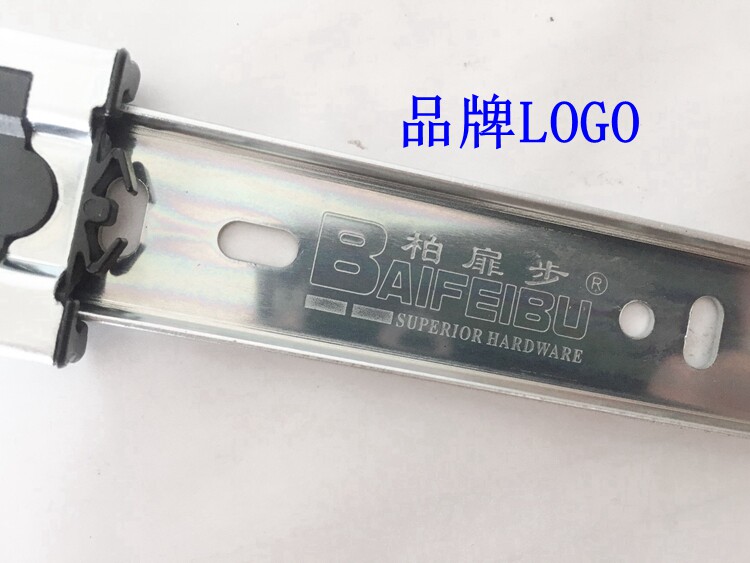 品牌LOGO
柏扉步
BAIFEIBU®
SUPERIOR HARDWARE